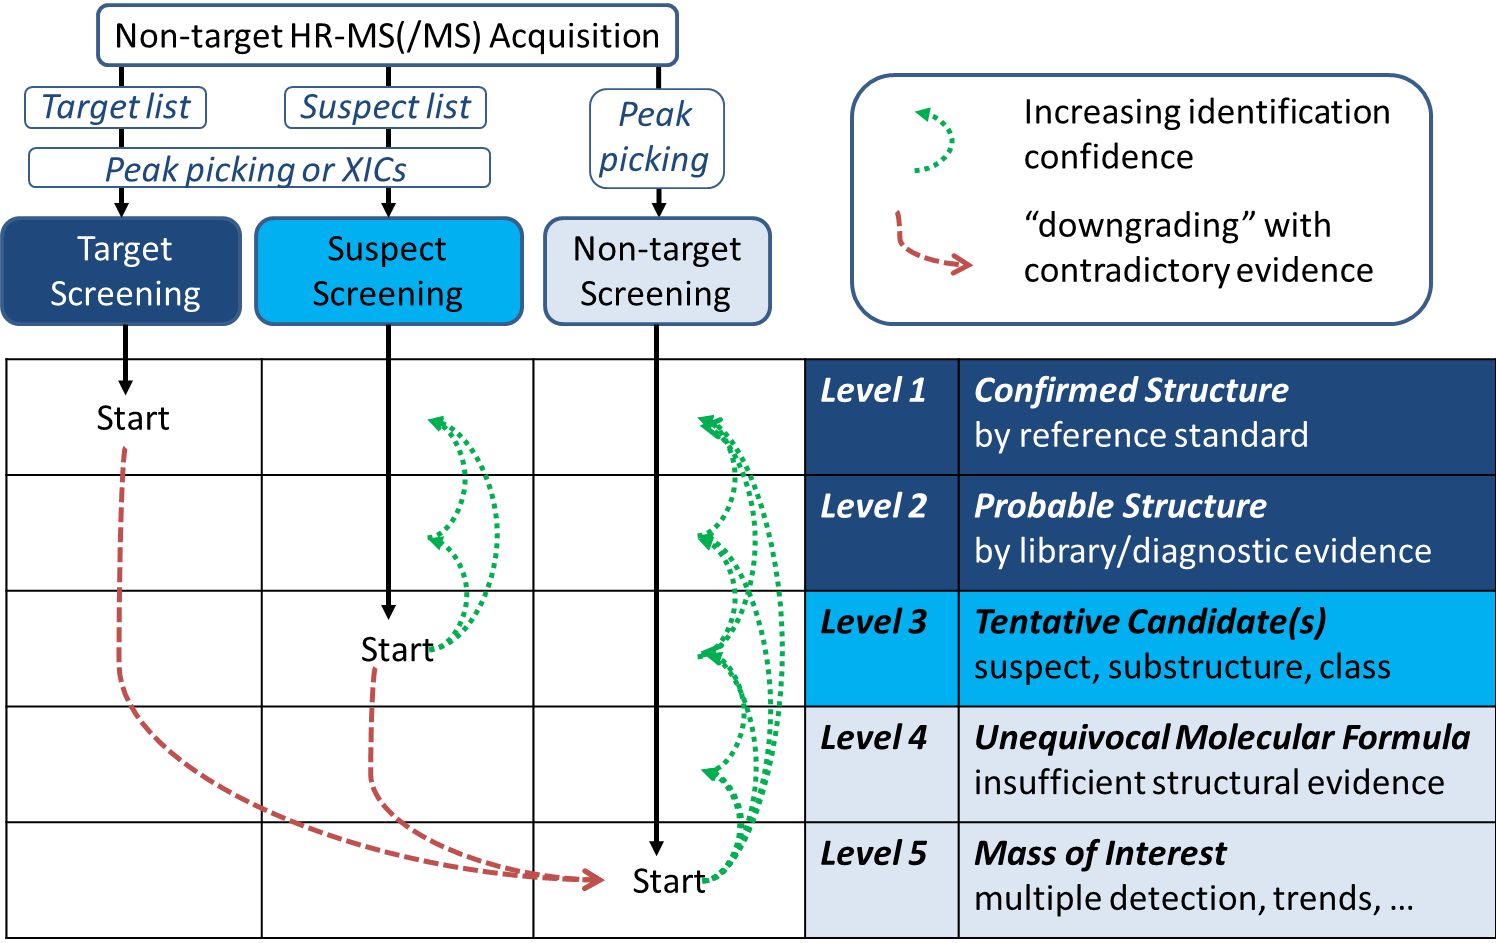 Non-target HR-MS(/MS) Acquisition
Target list
Suspect list
Peak
picking
Peak picking or XICs
Target
Screening
Suspect
Screening
Non-target
Screening
Increasing identification
confidence
“downgrading” with
contradictory evidence
Start
Start
Start
Level 1
Confirmed Structure
by reference standard
Level 2
Probable Structure
by library/diagnostic evidence
Level 3
Tentative Candidate(s)
suspect, substructure, class
Level 4
Unequivocal Molecular Formula
insufficient structural evidence
Level 5
Mass of Interest
multiple detection, trends, …